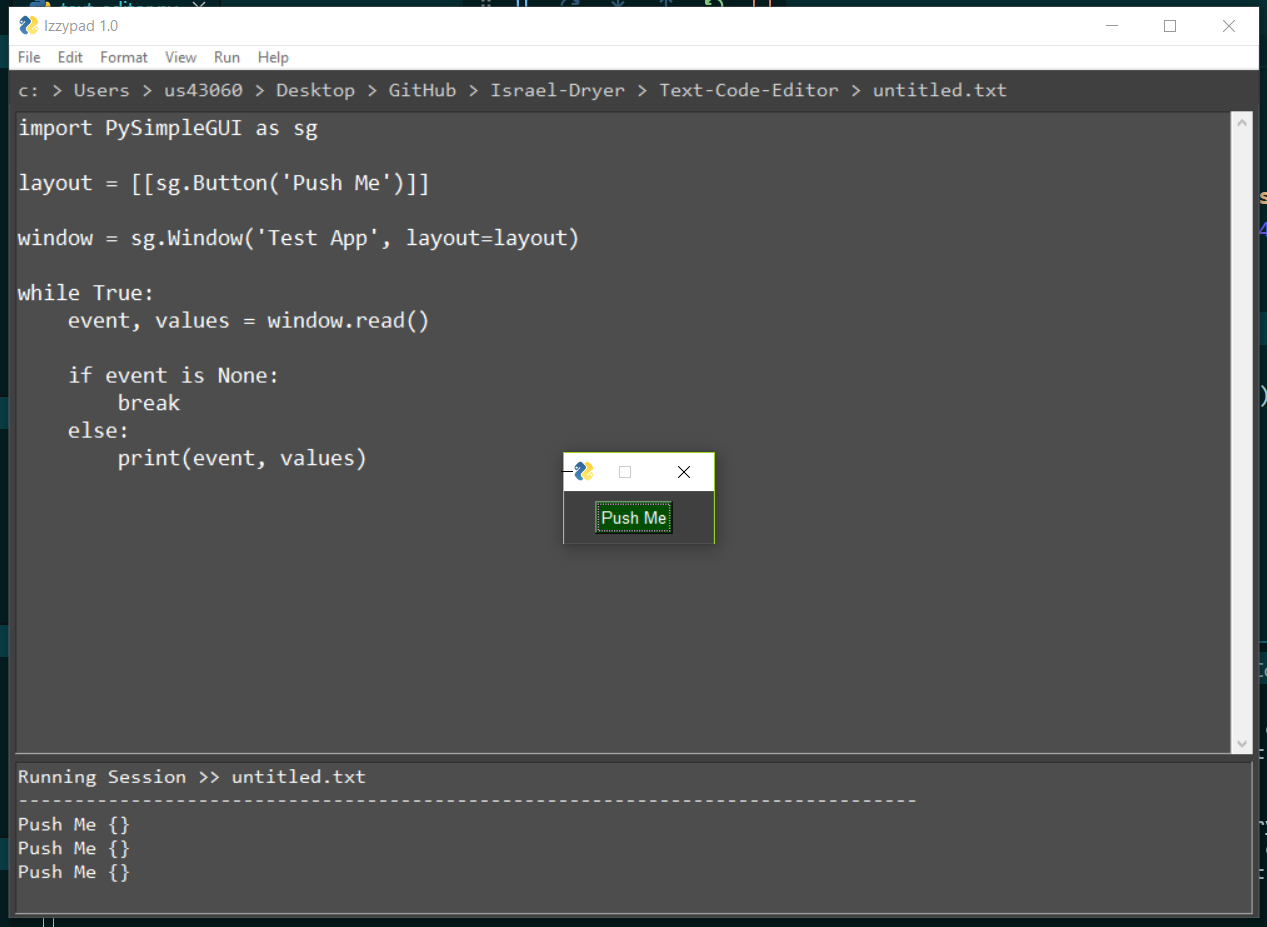 text-editor.py
Izzypad 1.0
File Edit Format View Run Help
c: > Users > us43060 > Desktop > GitHub > Israel-Dryer > Text-Code-Editor > untitled.txt
import PySimpleGUI as sg
layout = [[sg.Button('Push Me')]]
window = sg.Window('Test App', layout=layout)
while True:
    event, values = window.read()
    if event is None:
        break
    else:
        print(event, values)
Push Me
Running Session >> untitled.txt
--------------------------------------------------------------------------------
Push Me {}
Push Me {}
Push Me {}